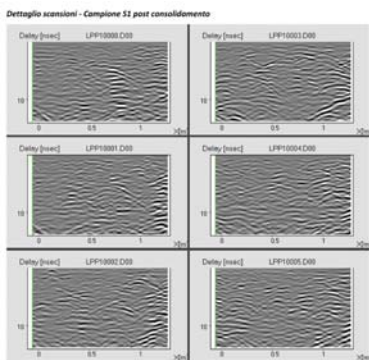 Dettaglio scansioni - Campione S1 post consolidamento
Delay [nsec] LPP10000.D00
10
0 0.5 1
Delay [nsec] LPP10003.D00
10
0 0.5 1
Delay [nsec] LPP10001.D00
10
0 0.5 1
Delay [nsec] LPP10004.D00
10
0 0.5 1
Delay [nsec] LPP10002.D00
10
0 0.5 1
Delay [nsec] LPP10005.D00
10
0 0.5 1